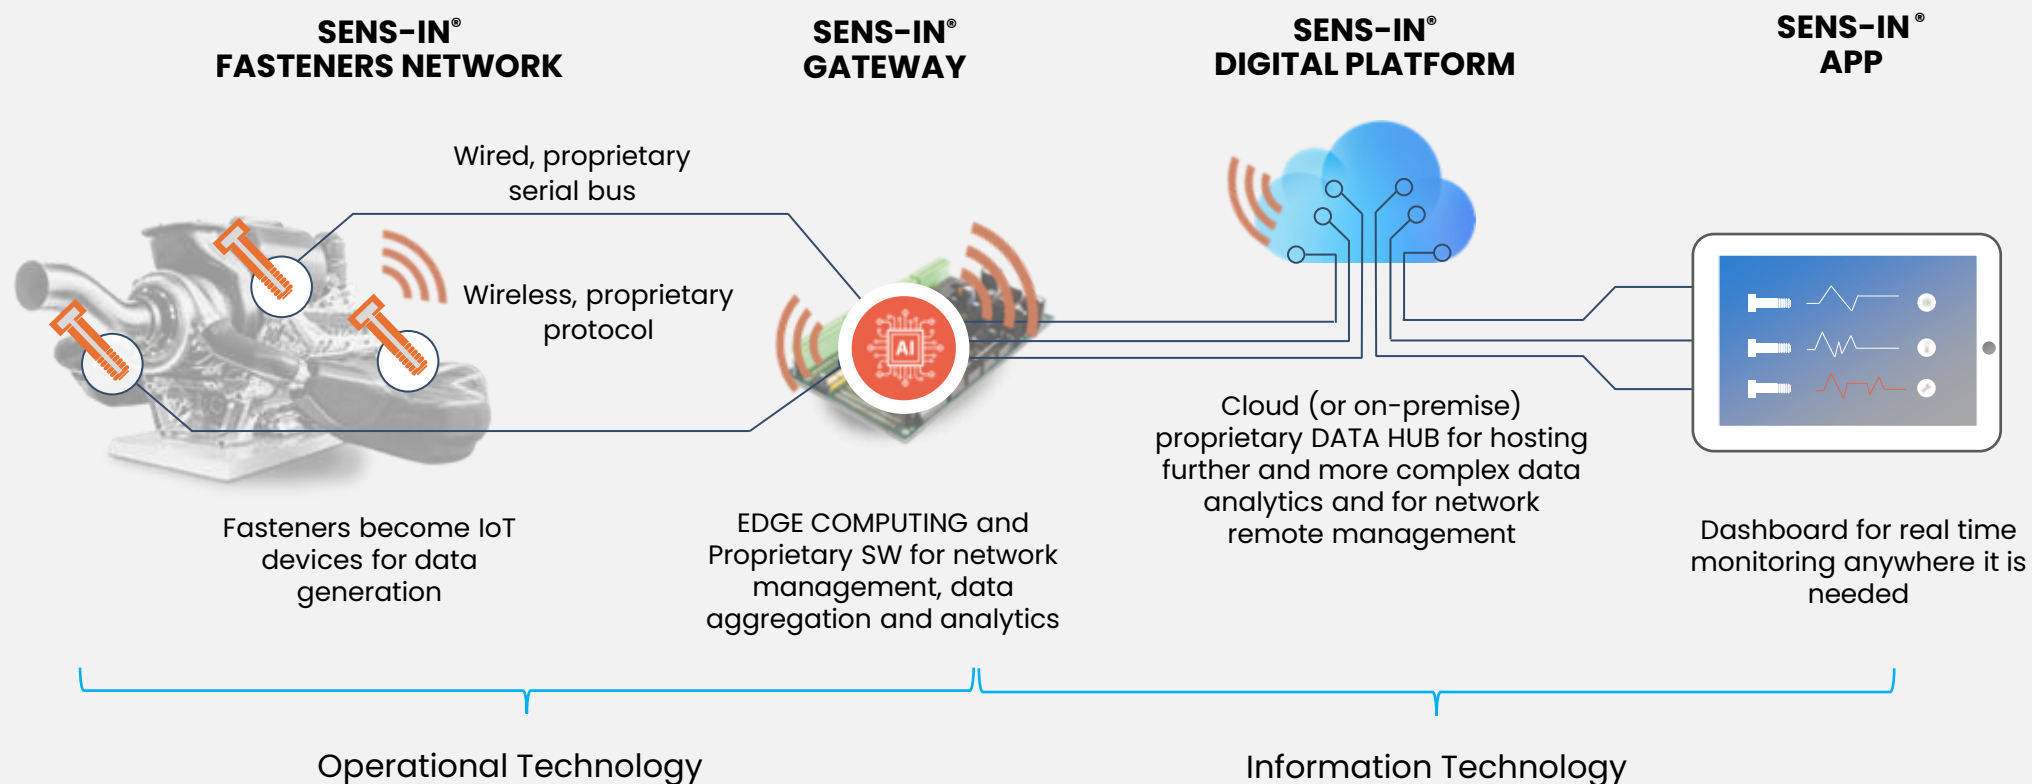 SENS-IN®
FASTENERS NETWORK
SENS-IN®
GATEWAY
SENS-IN®
DIGITAL PLATFORM
SENS-IN®
APP
Wired, proprietary
serial bus
Wireless, proprietary
protocol
AI
Fasteners become IoT
devices for data
generation
EDGE COMPUTING and
Proprietary SW for network
management, data
aggregation and analytics
Cloud (or on-premise)
proprietary DATA HUB for hosting
further and more complex data
analytics and for network
remote management
Dashboard for real time
monitoring anywhere it is
needed
Operational Technology
Information Technology